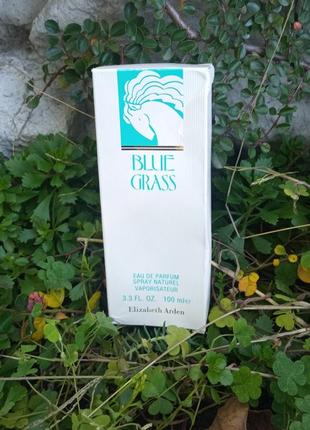 BLUE
GRASS
EAU DE PARFUM
SPRAY NATUREL
VAPORISATEUR
3.3 FL. OZ. 100 ml e
Elizabeth Arden